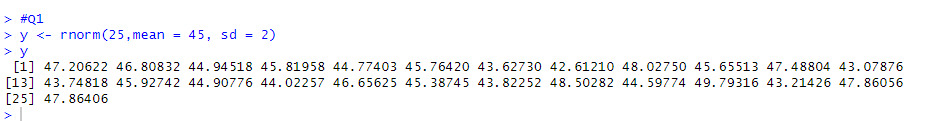 > #Q1
> y <- rnorm(25,mean = 45, sd = 2)
> y
[1] 47.20622 46.80832 44.94518 45.81958 44.77403 45.76420 43.62730 42.61210 48.02750 45.65513 47.48804 43.07876
[13] 43.74818 45.92742 44.90776 44.02257 46.65625 45.38745 43.82252 48.50282 44.59774 49.79316 43.21426 47.86056
[25] 47.86406
>